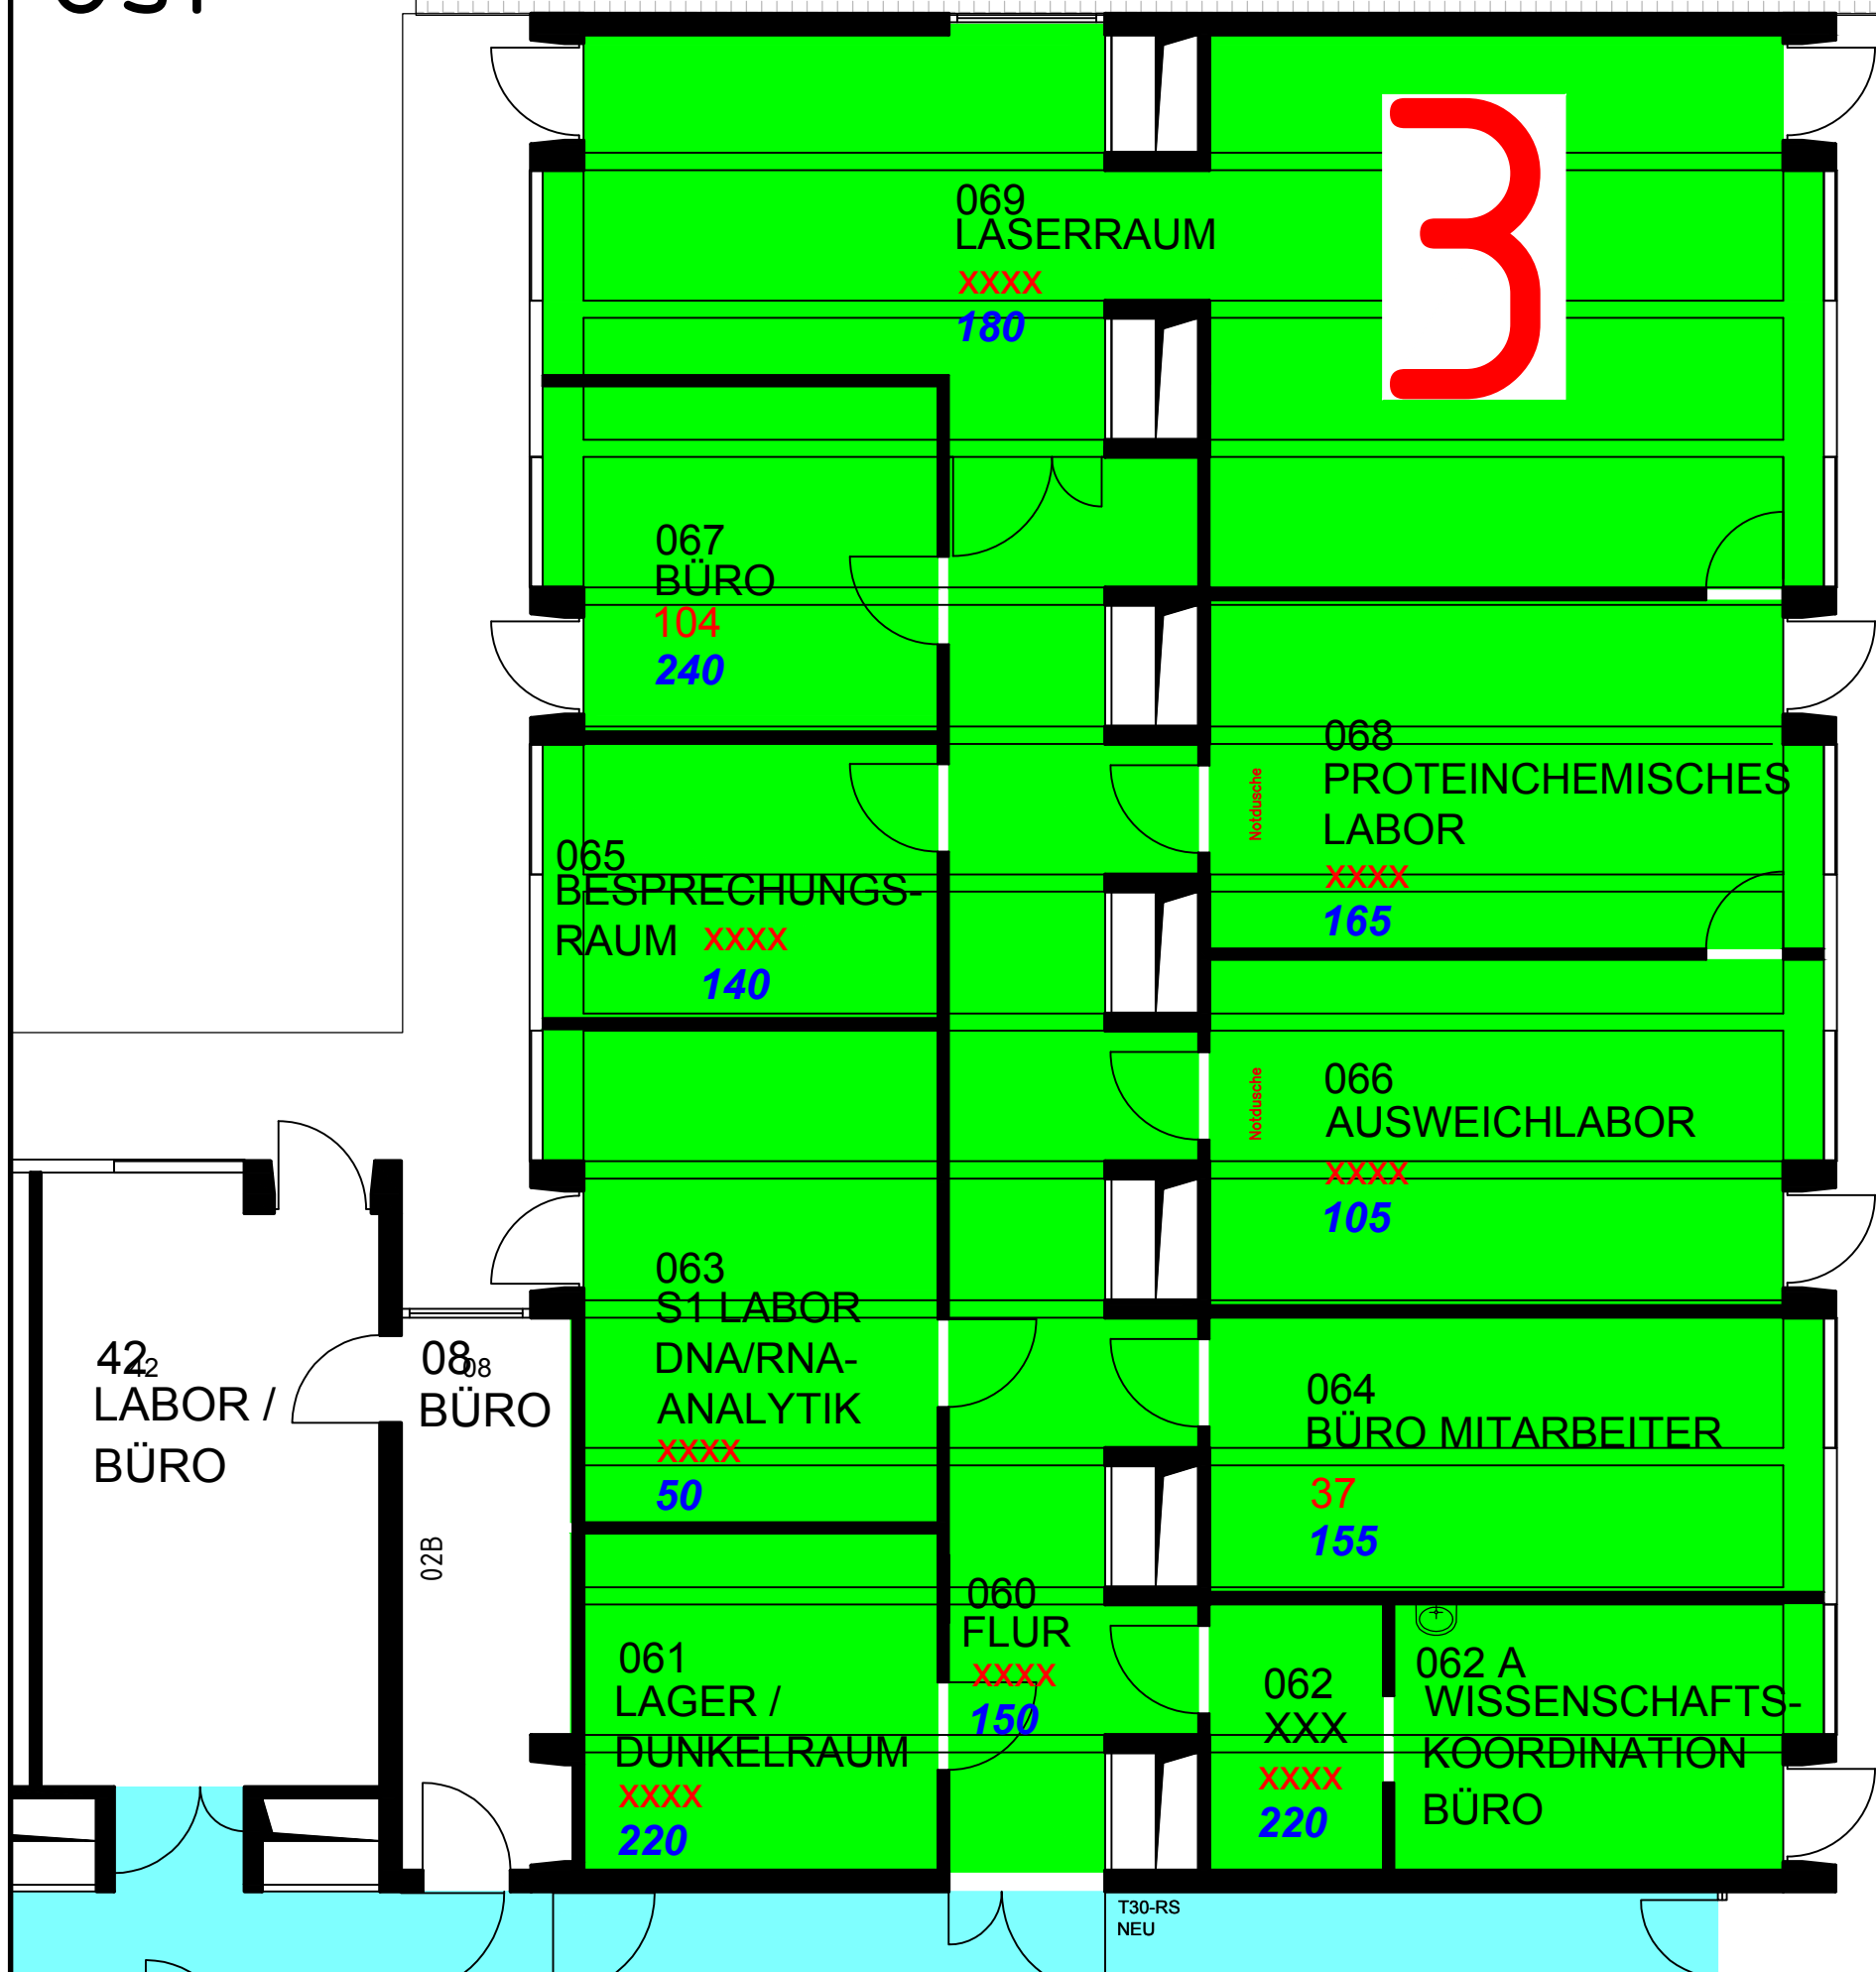 OST
3
069
LASERRAUM
xxxx
180
067
BÜRO
104
240
068
PROTEINCHEMISCHES
LABOR
xxxx
165
Notdusche
065
BESPRECHUNGS-
RAUM xxxx
140
066
AUSWEICHLABOR
xxxx
105
Notdusche
063
S1 LABOR
DNA/RNA-
ANALYTIK
xxxx
50
42
42
LABOR /
BÜRO
08
08
BÜRO
02B
064
BÜRO MITARBEITER
37
155
060
FLUR
xxxx
150
061
LAGER /
DUNKELRAUM
xxxx
220
062
XXX
xxxx
220
062 A
WISSENSCHAFTS-
KOORDINATION
BÜRO
T30-RS
NEU